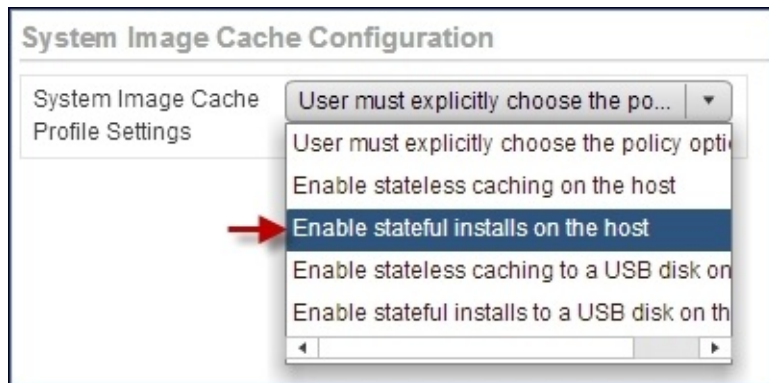 System Image Cache Configuration
System Image Cache
Profile Settings
User must explicitly choose the po...
User must explicitly choose the policy opti
Enable stateless caching on the host
Enable stateful installs on the host
Enable stateless caching to a USB disk on
Enable stateful installs to a USB disk on th